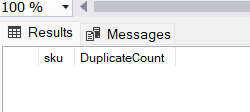 100 %
Results Messages
sku DuplicateCount